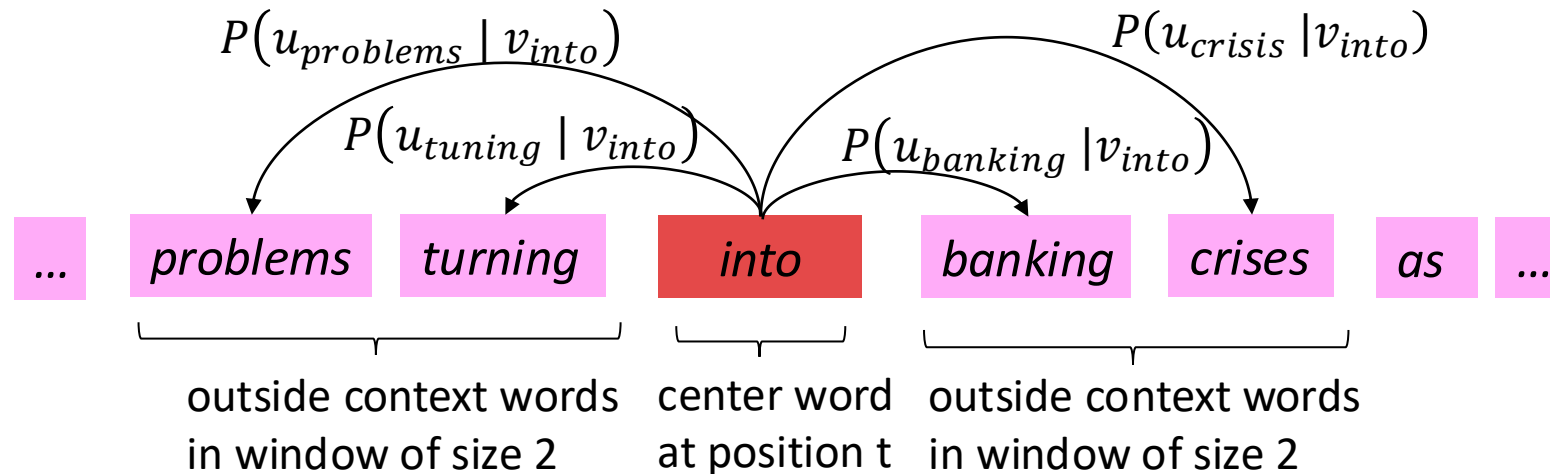 P(u_problems | v_into)
P(u_crisis | v_into)
P(u_tuning | v_into)
P(u_banking | v_into)
... problems turning into banking crises as ...
outside context words center word outside context words
in window of size 2 at position t in window of size 2